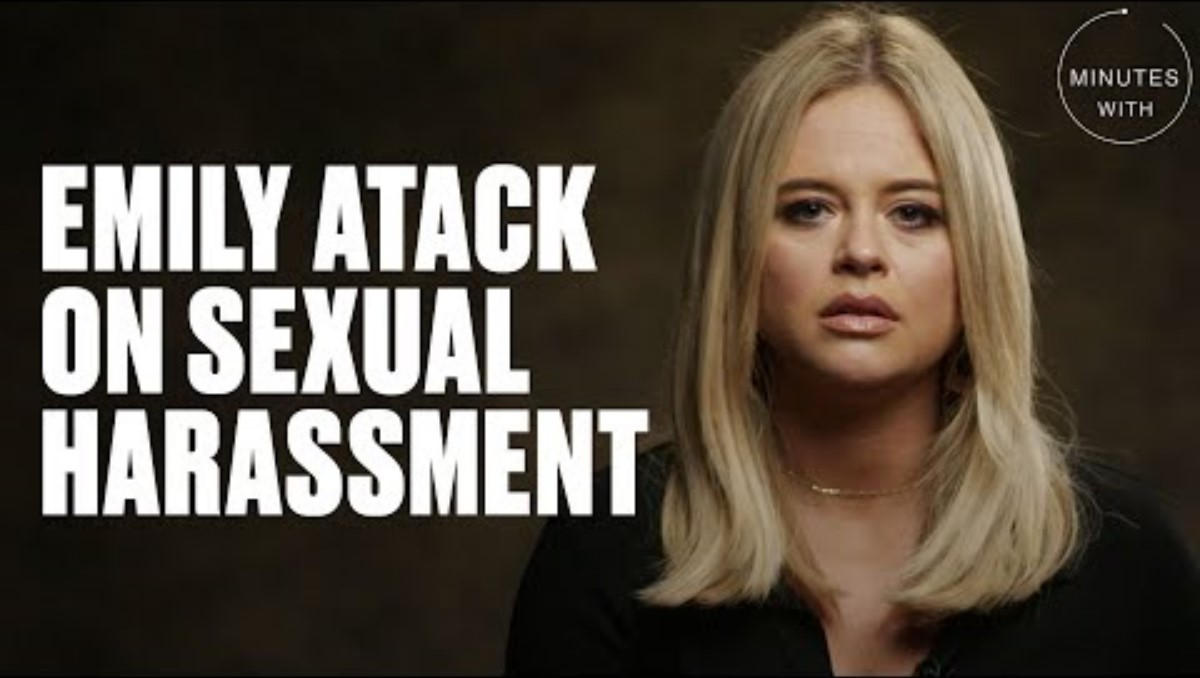 EMILY ATACK
ON SEXUAL
HARASSMENT
MINUTES
WITH